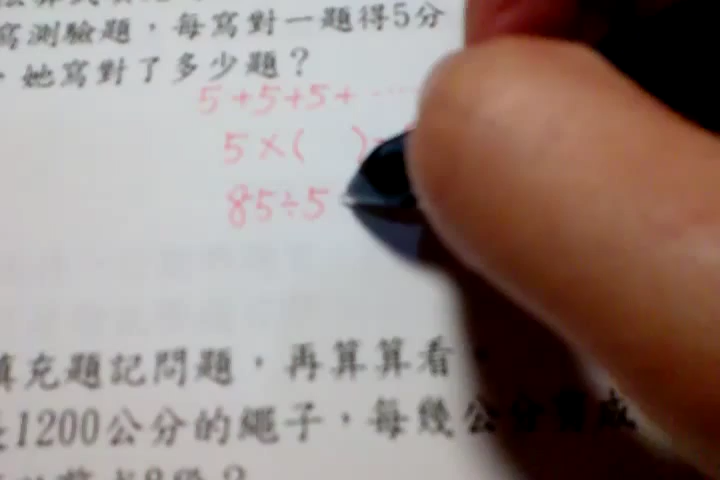 寫測驗題，每寫對一題得5分
，她寫對了多少題？
5+5+5+……
5×( )
85÷5
填充題記問題，再算算看。
長1200公分的繩子，每幾公分